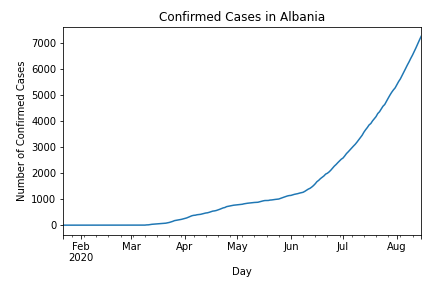 Confirmed Cases in Albania
Number of Confirmed Cases
7000
6000
5000
4000
3000
2000
1000
0
Feb Mar Apr May Jun Jul Aug
2020
Day